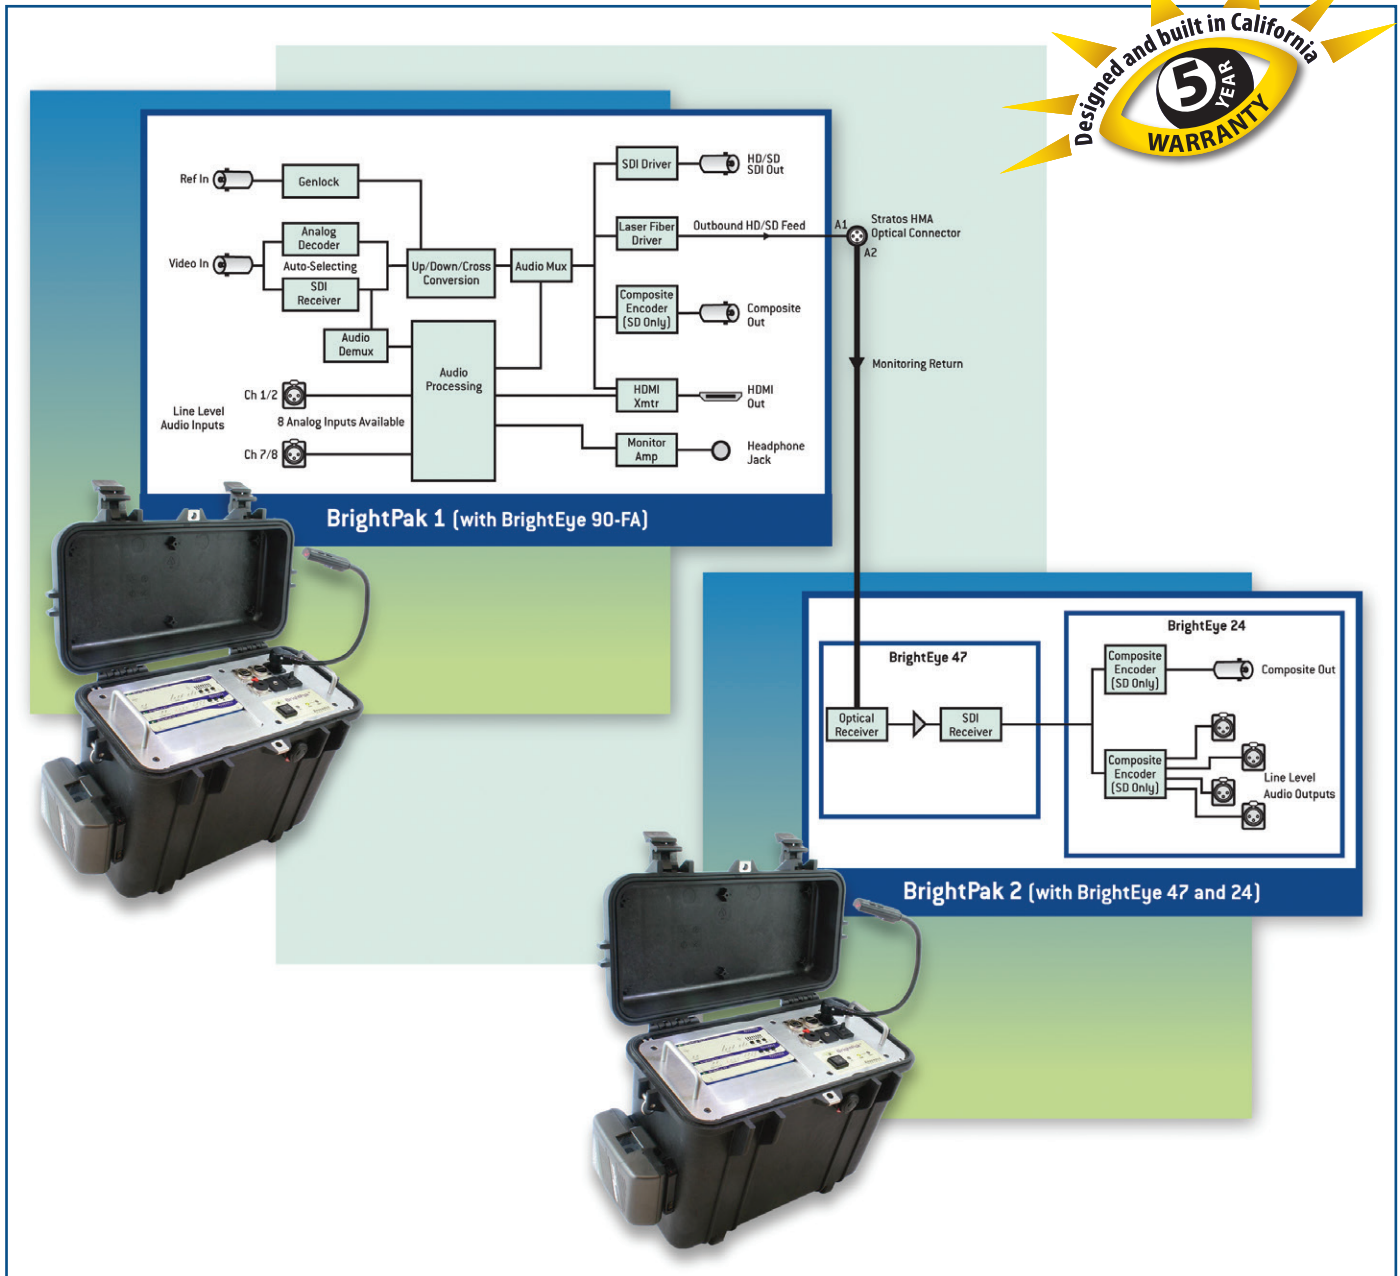 Designed and built in California
5
YEAR
WARRANTY
Ref In
Genlock
Video In
Analog
Decoder
Auto-Selecting
SDI
Receiver
Audio
Demux
Up/Down/Cross
Conversion
Audio Mux
Audio
Processing
Line Level
Audio Inputs
Ch 1/2
8 Analog Inputs Available
Ch 7/8
SDI Driver
HD/SD
SDI Out
Laser Fiber
Driver
Outbound HD/SD Feed
A1
Stratos HMA
Optical Connector
A2
Composite
Encoder
(SD Only)
Composite
Out
Monitoring Return
HDMI
Xmtr
HDMI
Out
Monitor
Amp
Headphone
Jack
BrightPak 1 (with BrightEye 90-FA)
BrightEye 47
Optical
Receiver
SDI
Receiver
BrightEye 24
Composite
Encoder
(SD Only)
Composite Out
Composite
Encoder
(SD Only)
Line Level
Audio Outputs
BrightPak 2 (with BrightEye 47 and 24)